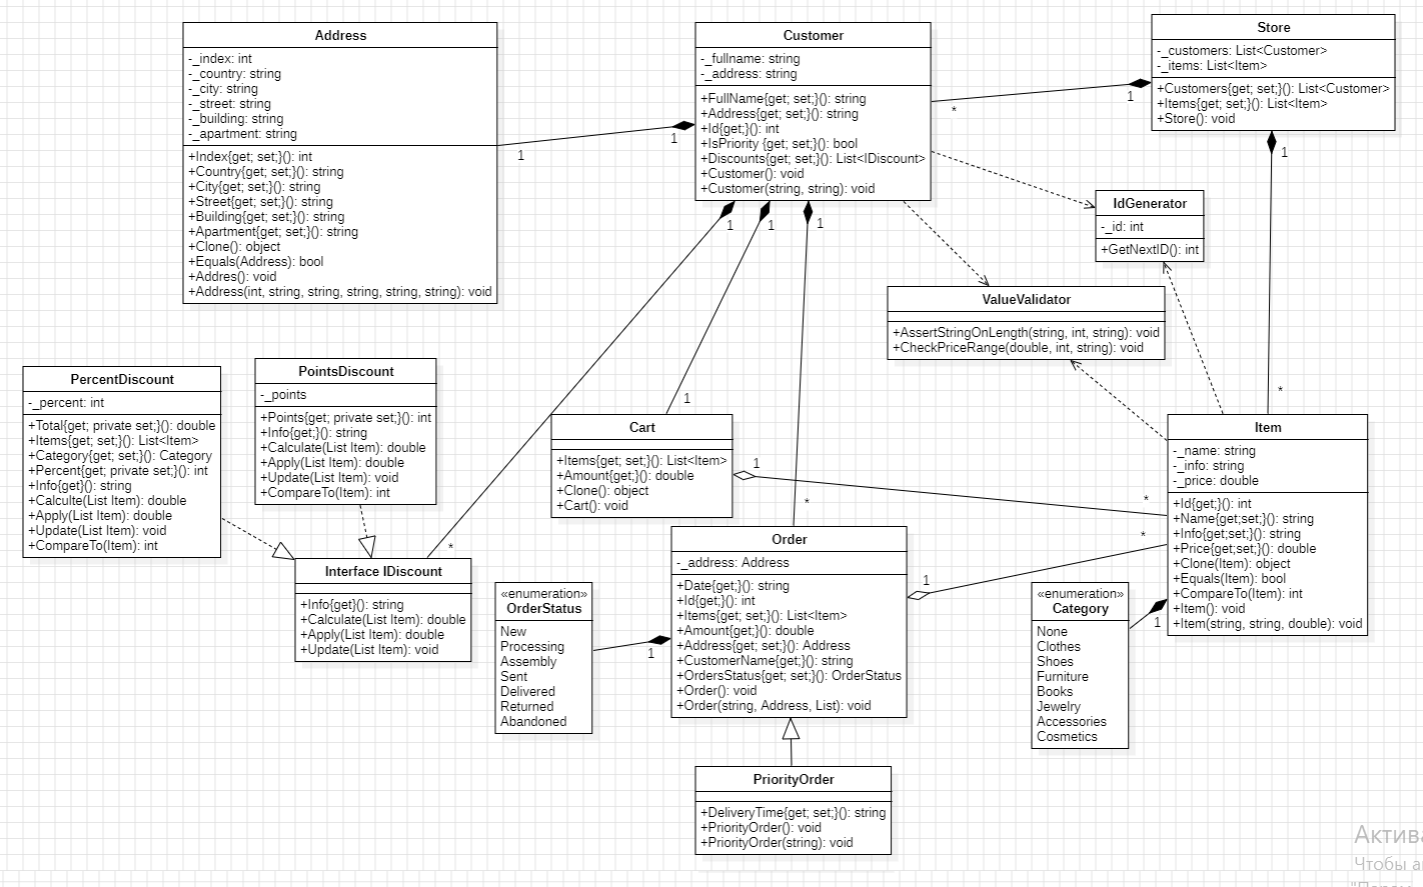 Address
-_index: int
-_country: string
-_city: string
-_street: string
-_building: string
-_apartment: string
+Index{get; set;}(): int
+Country{get; set;}(): string
+City{get; set;}(): string
+Street{get; set;}(): string
+Building{get; set;}(): string
+Apartment{get; set;}(): string
+Clone(): object
+Equals(Address): bool
+Addres(): void
+Address(int, string, string, string, string, string): void
1
1
Customer
-_fullname: string
-_address: string
+FullName{get; set;}(): string
+Address{get; set;}(): string
+Id{get;}(): int
+IsPriority {get; set;}(): bool
+Discounts{get; set;}(): List<IDiscount>
+Customer(): void
+Customer(string, string): void
1
1
1
*
1
Store
-_customers: List<Customer>
-_items: List<Item>
+Customers{get; set;}(): List<Customer>
+Items{get; set;}(): List<Item>
+Store(): void
1
*
IdGenerator
-_id: int
+GetNextID(): int
ValueValidator
+AssertStringOnLength(string, int, string): void
+CheckPriceRange(double, int, string): void
PercentDiscount
-_percent: int
+Total{get; private set;}(): double
+Items{get; set;}(): List<Item>
+Category{get; set;}(): Category
+Percent{get; private set;}(): int
+Info{get}(): string
+Calculte(List Item): double
+Apply(List Item): double
+Update(List Item): void
+CompareTo(Item): int
PointsDiscount
-_points
+Points{get; private set;}(): int
+Info{get;}(): string
+Calculate(List Item): double
+Apply(List Item): double
+Update(List Item): void
+CompareTo(Item): int
*
Interface IDiscount
+Info{get}(): string
+Calculate(List Item): double
+Apply(List Item): double
+Update(List Item): void
1
Cart
+Items{get; set;}(): List<Item>
+Amount{get;}(): double
+Clone(): object
+Cart(): void
1
*
*
Item
-_name: string
-_info: string
-_price: double
+Id{get;}(): int
+Name{get;set;}(): string
+Info{get;set;}(): string
+Price{get;set;}(): double
+Clone(Item): object
+Equals(Item): bool
+CompareTo(Item): int
+Item(): void
+Item(string, string, double): void
*
1
Order
-_address: Address
+Date{get;}(): string
+Id{get;}(): int
+Items{get; set;}(): List<Item>
+Amount{get;}(): double
+Address{get; set;}(): Address
+CustomerName{get;}(): string
+OrdersStatus{get; set;}(): OrderStatus
+Order(): void
+Order(string, Address, List): void
«enumeration»
OrderStatus
New
Processing
Assembly
Sent
Delivered
Returned
Abandoned
1
«enumeration»
Category
None
Clothes
Shoes
Furniture
Books
Jewelry
Accessories
Cosmetics
1
PriorityOrder
+DeliveryTime{get; set;}(): string
+PriorityOrder(): void
+PriorityOrder(string): void
Чтобы